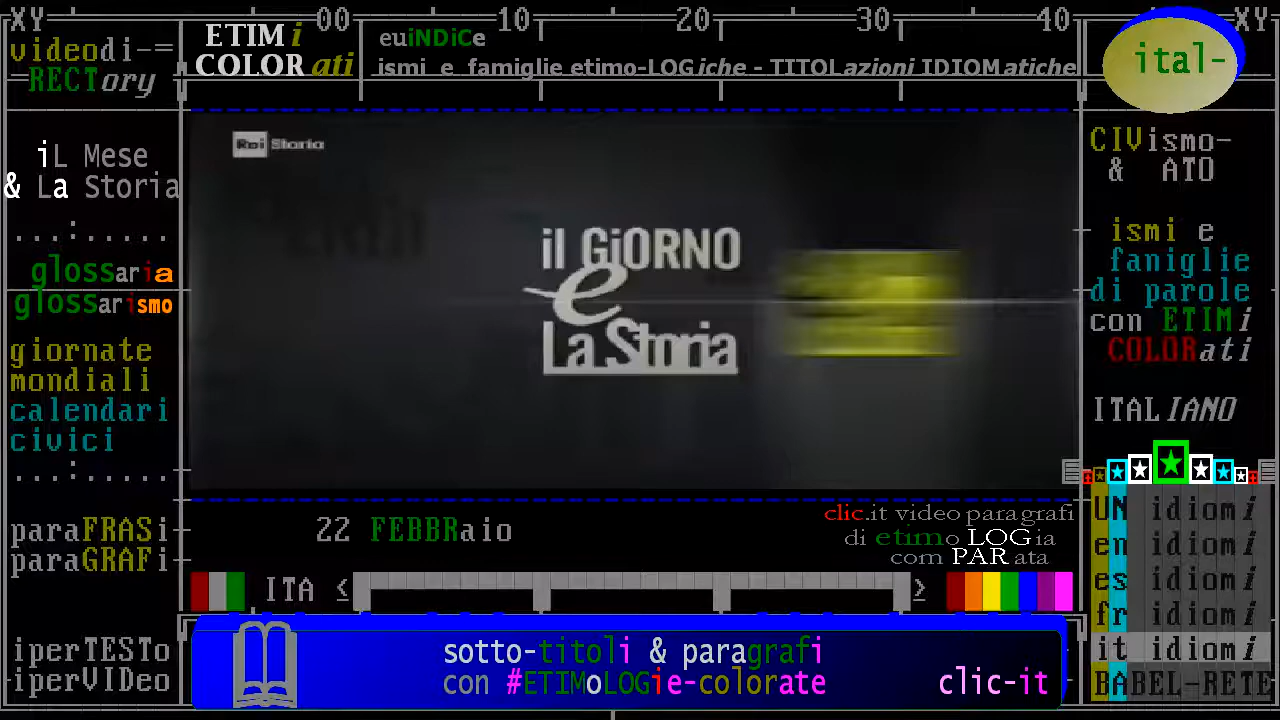 XY 00 10 20 30 40 XY
videodi-=
=RECTory
ETIMi
COLORati
euiNDiCe
ismi e famiglie etimo-LOGiche - TITOLazioni IDIOMatiche
ital-
iL Mese
& La Storia
...:.....
glossaria
glossarismo
giornate
mondiali
calendari
civici
...:.....
paraFRASi
paraGRAFi
iperTESTo
iperVIDeo
Rai Storia
il GiORNO
e
La Storia
22 FEBBRaio
clic.it video paragrafi
di etimo LOGia
com PARata
ITA < >
sotto-titoli & paragrafi
con #ETIMoLOGie-colorate
clic-it
CIVismo-
& ATO
ismi e
faniglie
di parole
con ETIMi
COLORati
ITALIANO
UN idiomi
en idiomi
es idiomi
fr idiomi
it idiomi
BABEL-RETE